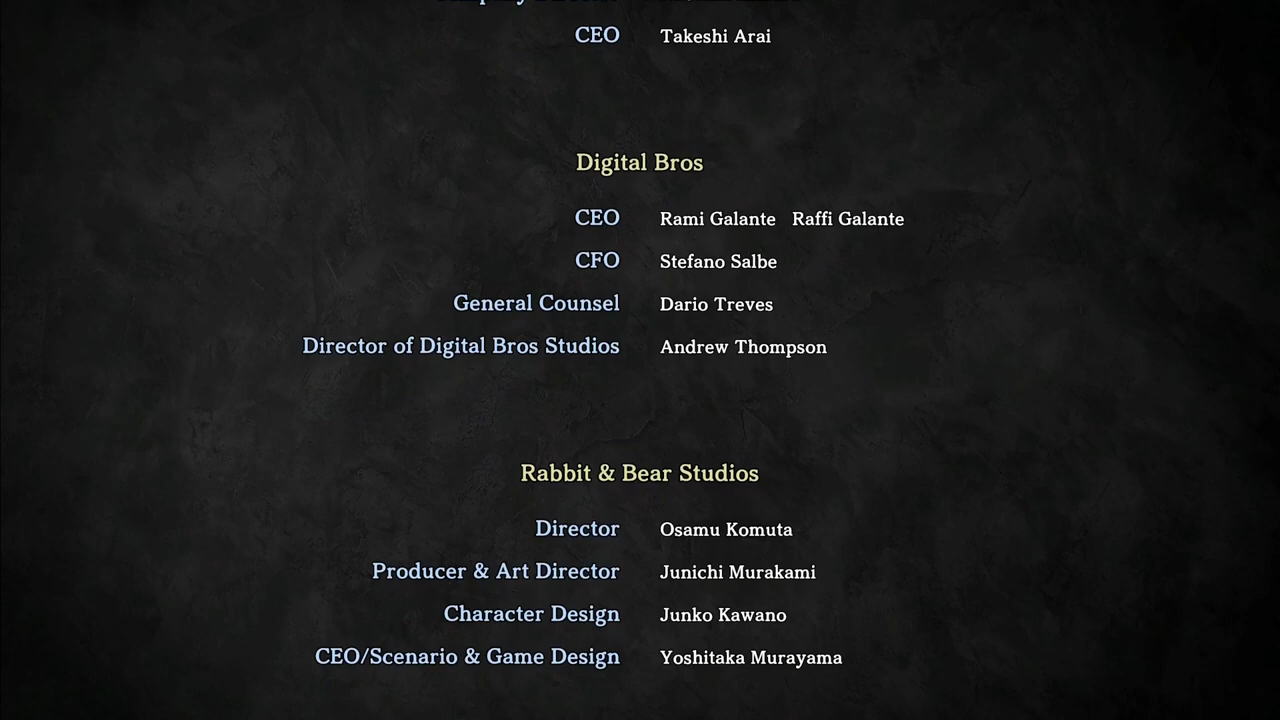 CEO Takeshi Arai
Digital Bros
CEO Rami Galante Raffi Galante
CFO Stefano Salbe
General Counsel Dario Treves
Director of Digital Bros Studios Andrew Thompson
Rabbit & Bear Studios
Director Osamu Komuta
Producer & Art Director Junichi Murakami
Character Design Junko Kawano
CEO/Scenario & Game Design Yoshitaka Murayama